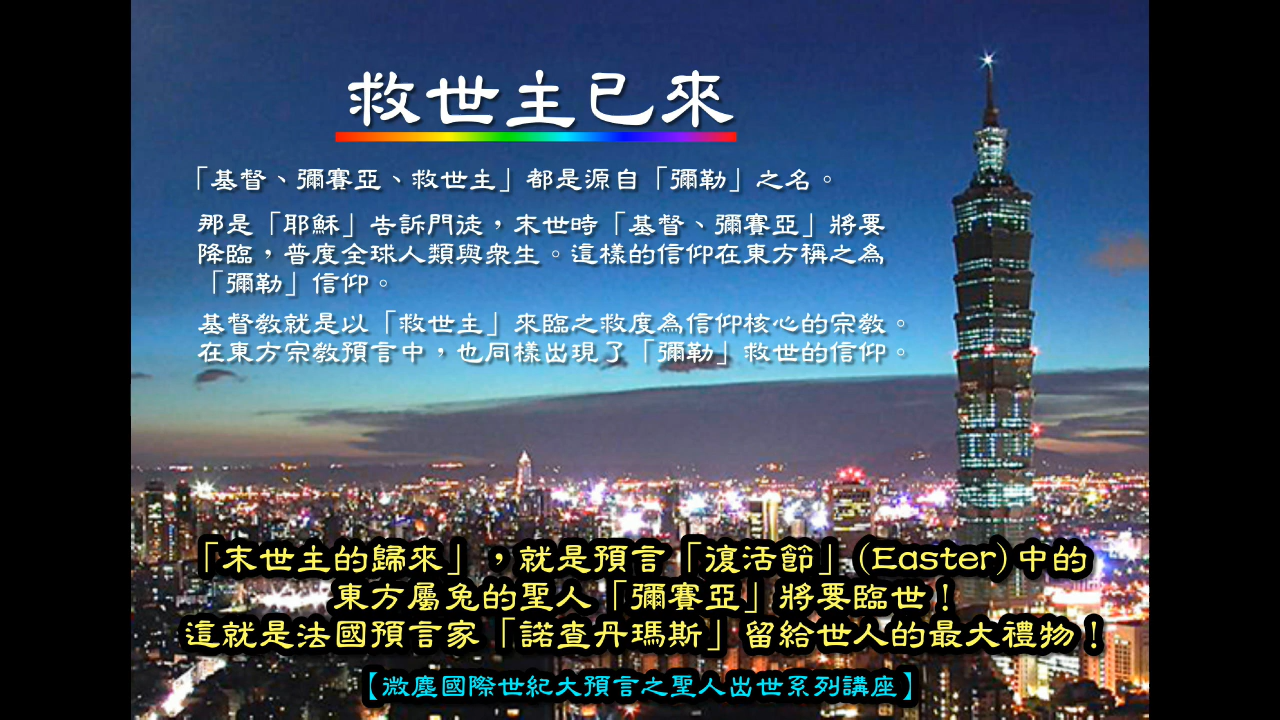 救世主已來
「基督、彌賽亞、救世主」都是源自「彌勒」之名。
那是「耶穌」告訴門徒，末世時「基督、彌賽亞」將要
降臨，普度全球人類與眾生。這樣的信仰在東方稱之為
「彌勒」信仰。
基督教就是以「救世主」來臨之救度為信仰核心的宗教。
在東方宗教預言中，也同樣出現了「彌勒」救世的信仰。
「末世主的歸來」，就是預言「復活節」(Easter)中的
東方屬兔的聖人「彌賽亞」將要臨世！
這就是法國預言家「諾查丹瑪斯」留給世人的最大禮物！
【微塵國際世紀大預言之聖人出世系列講座】